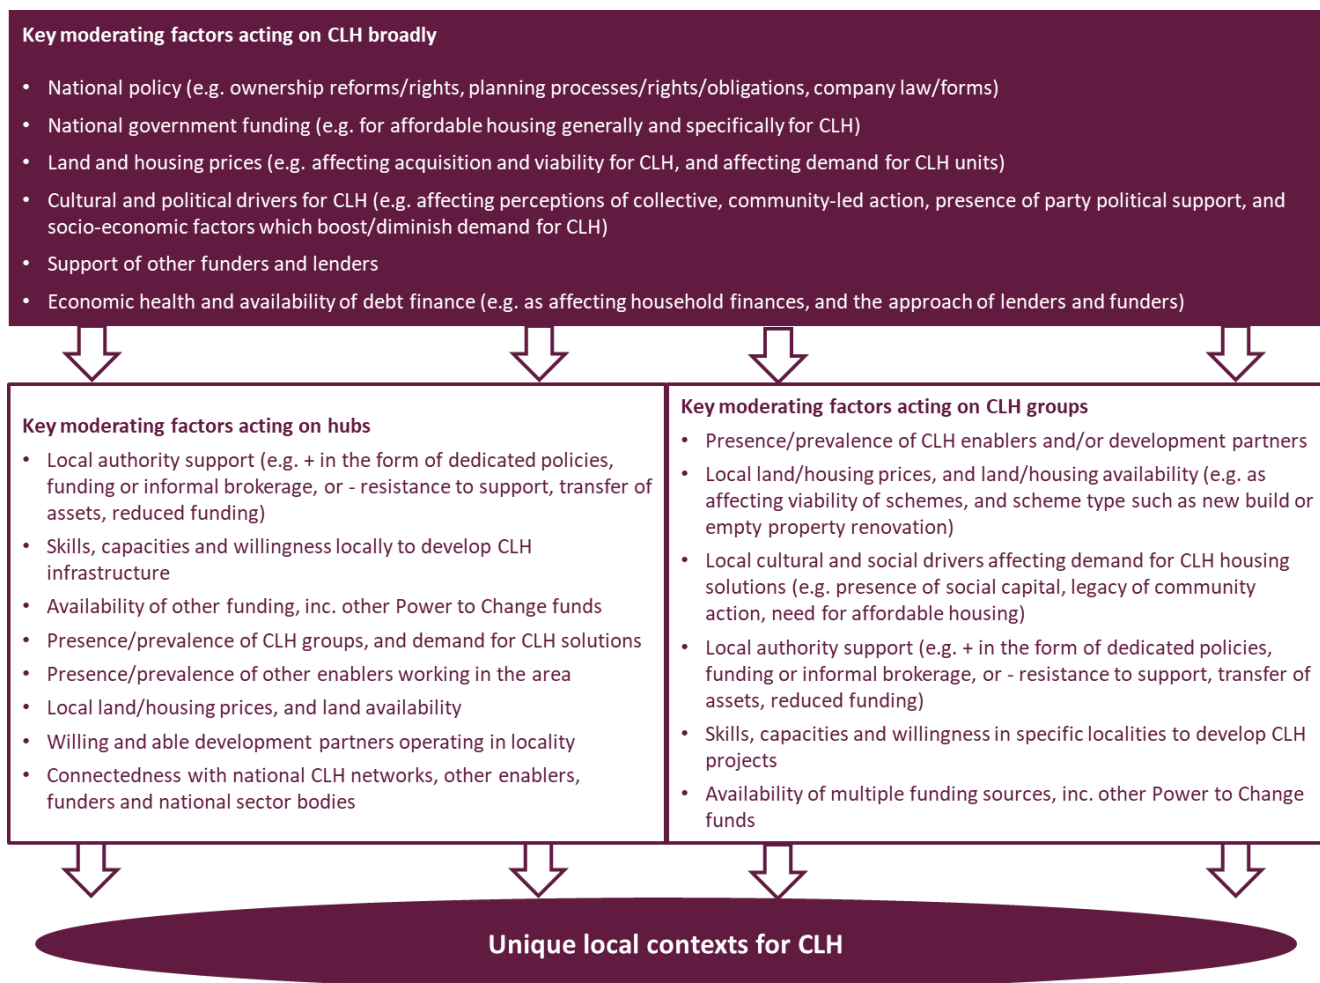 Key moderating factors acting on CLH broadly
• National policy (e.g. ownership reforms/rights, planning processes/rights/obligations, company law/forms)
• National government funding (e.g. for affordable housing generally and specifically for CLH)
• Land and housing prices (e.g. affecting acquisition and viability for CLH, and affecting demand for CLH units)
• Cultural and political drivers for CLH (e.g. affecting perceptions of collective, community-led action, presence of party political support, and
socio-economic factors which boost/diminish demand for CLH)
• Support of other funders and lenders
• Economic health and availability of debt finance (e.g. as affecting household finances, and the approach of lenders and funders)
Key moderating factors acting on hubs
• Local authority support (e.g. + in the form of dedicated policies,
funding or informal brokerage, or - resistance to support, transfer of
assets, reduced funding)
• Skills, capacities and willingness locally to develop CLH
infrastructure
• Availability of other funding, inc. other Power to Change funds
• Presence/prevalence of CLH groups, and demand for CLH solutions
• Presence/prevalence of other enablers working in the area
• Local land/housing prices, and land availability
• Willing and able development partners operating in locality
• Connectedness with national CLH networks, other enablers,
funders and national sector bodies
Key moderating factors acting on CLH groups
• Presence/prevalence of CLH enablers and/or development partners
• Local land/housing prices, and land/housing availability (e.g. as
affecting viability of schemes, and scheme type such as new build or
empty property renovation)
• Local cultural and social drivers affecting demand for CLH housing
solutions (e.g. presence of social capital, legacy of community
action, need for affordable housing)
• Local authority support (e.g. + in the form of dedicated policies,
funding or informal brokerage, or - resistance to support, transfer of
assets, reduced funding)
• Skills, capacities and willingness in specific localities to develop CLH
projects
• Availability of multiple funding sources, inc. other Power to Change
funds
Unique local contexts for CLH